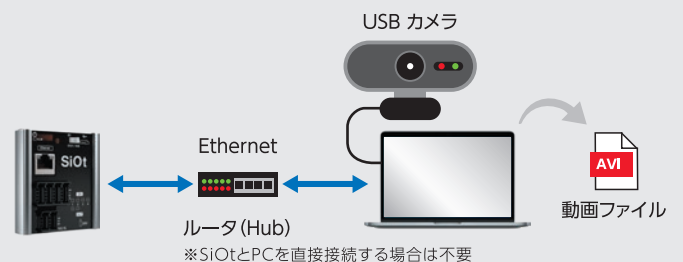 USB カメラ
Ethernet
SiOt
AVI
動画ファイル
ルータ(Hub)
※SiOtとPCを直接接続する場合は不要